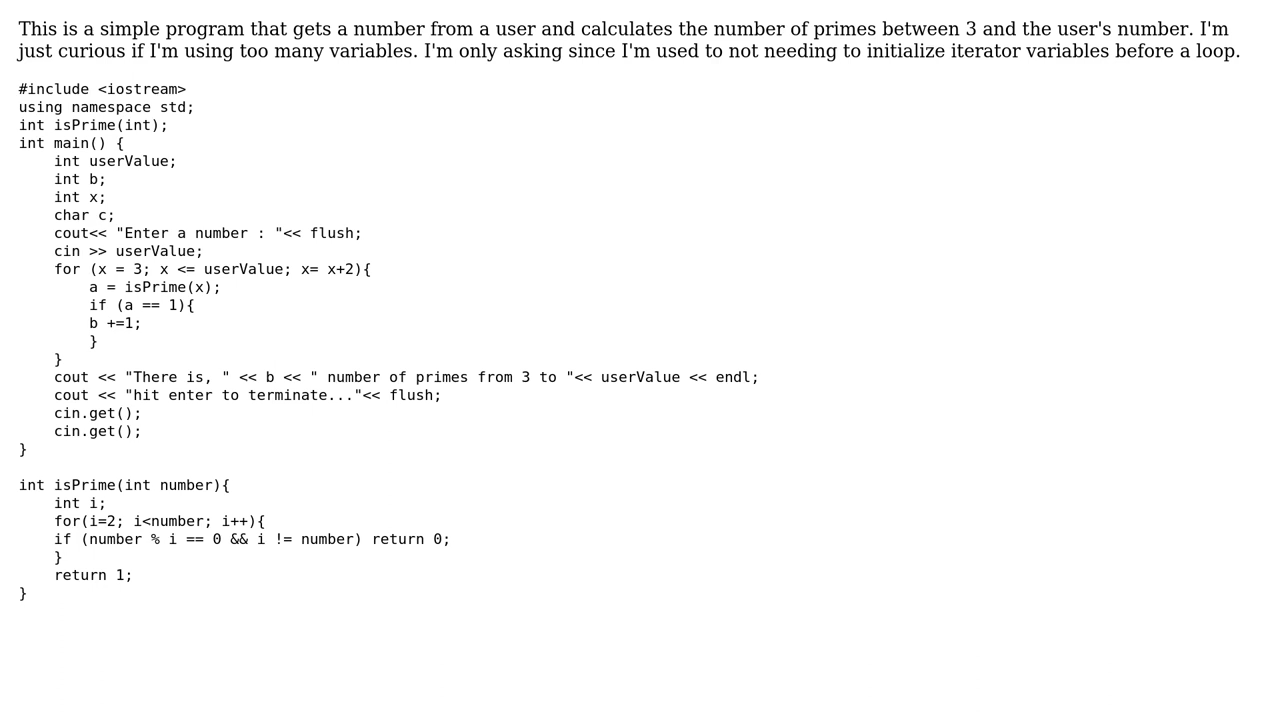 This is a simple program that gets a number from a user and calculates the number of primes between 3 and the user's number. I'm
just curious if I'm using too many variables. I'm only asking since I'm used to not needing to initialize iterator variables before a loop.
#include <iostream>
using namespace std;
int isPrime(int);
int main() {
    int userValue;
    int b;
    int x;
    char c;
    cout<< "Enter a number : "<< flush;
    cin >> userValue;
    for (x = 3; x <= userValue; x= x+2){
        a = isPrime(x);
        if (a == 1){
        b +=1;
        }
    }
    cout << "There is, " << b << " number of primes from 3 to "<< userValue << endl;
    cout << "hit enter to terminate..."<< flush;
    cin.get();
    cin.get();
}

int isPrime(int number){
    int i;
    for(i=2; i<number; i++){
    if (number % i == 0 && i != number) return 0;
    }
    return 1;
}